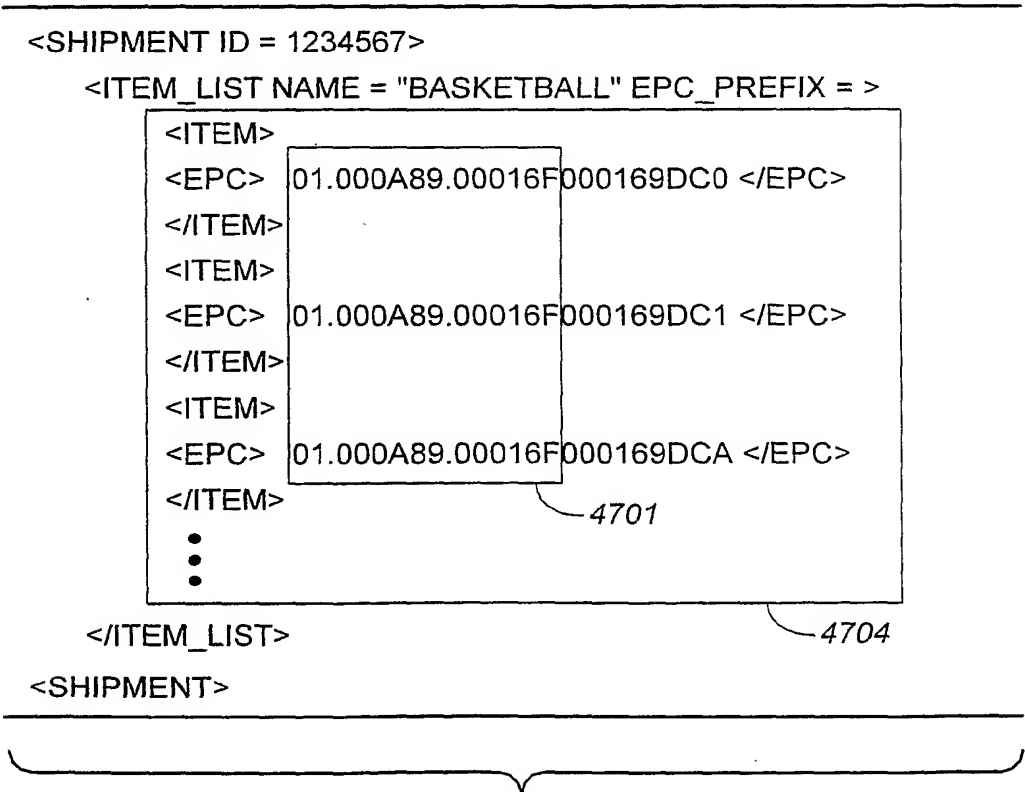 <SHIPMENT ID = 1234567>
<ITEM_LIST NAME = "BASKETBALL" EPC_PREFIX = >
<ITEM>
<EPC> 01.000A89.00016F000169DC0 </EPC>
</ITEM>
<ITEM>
<EPC> 01.000A89.00016F000169DC1 </EPC>
</ITEM>
<ITEM>
<EPC> 01.000A89.00016F000169DCA </EPC>
</ITEM>
4701
</ITEM_LIST>
4704
<SHIPMENT>